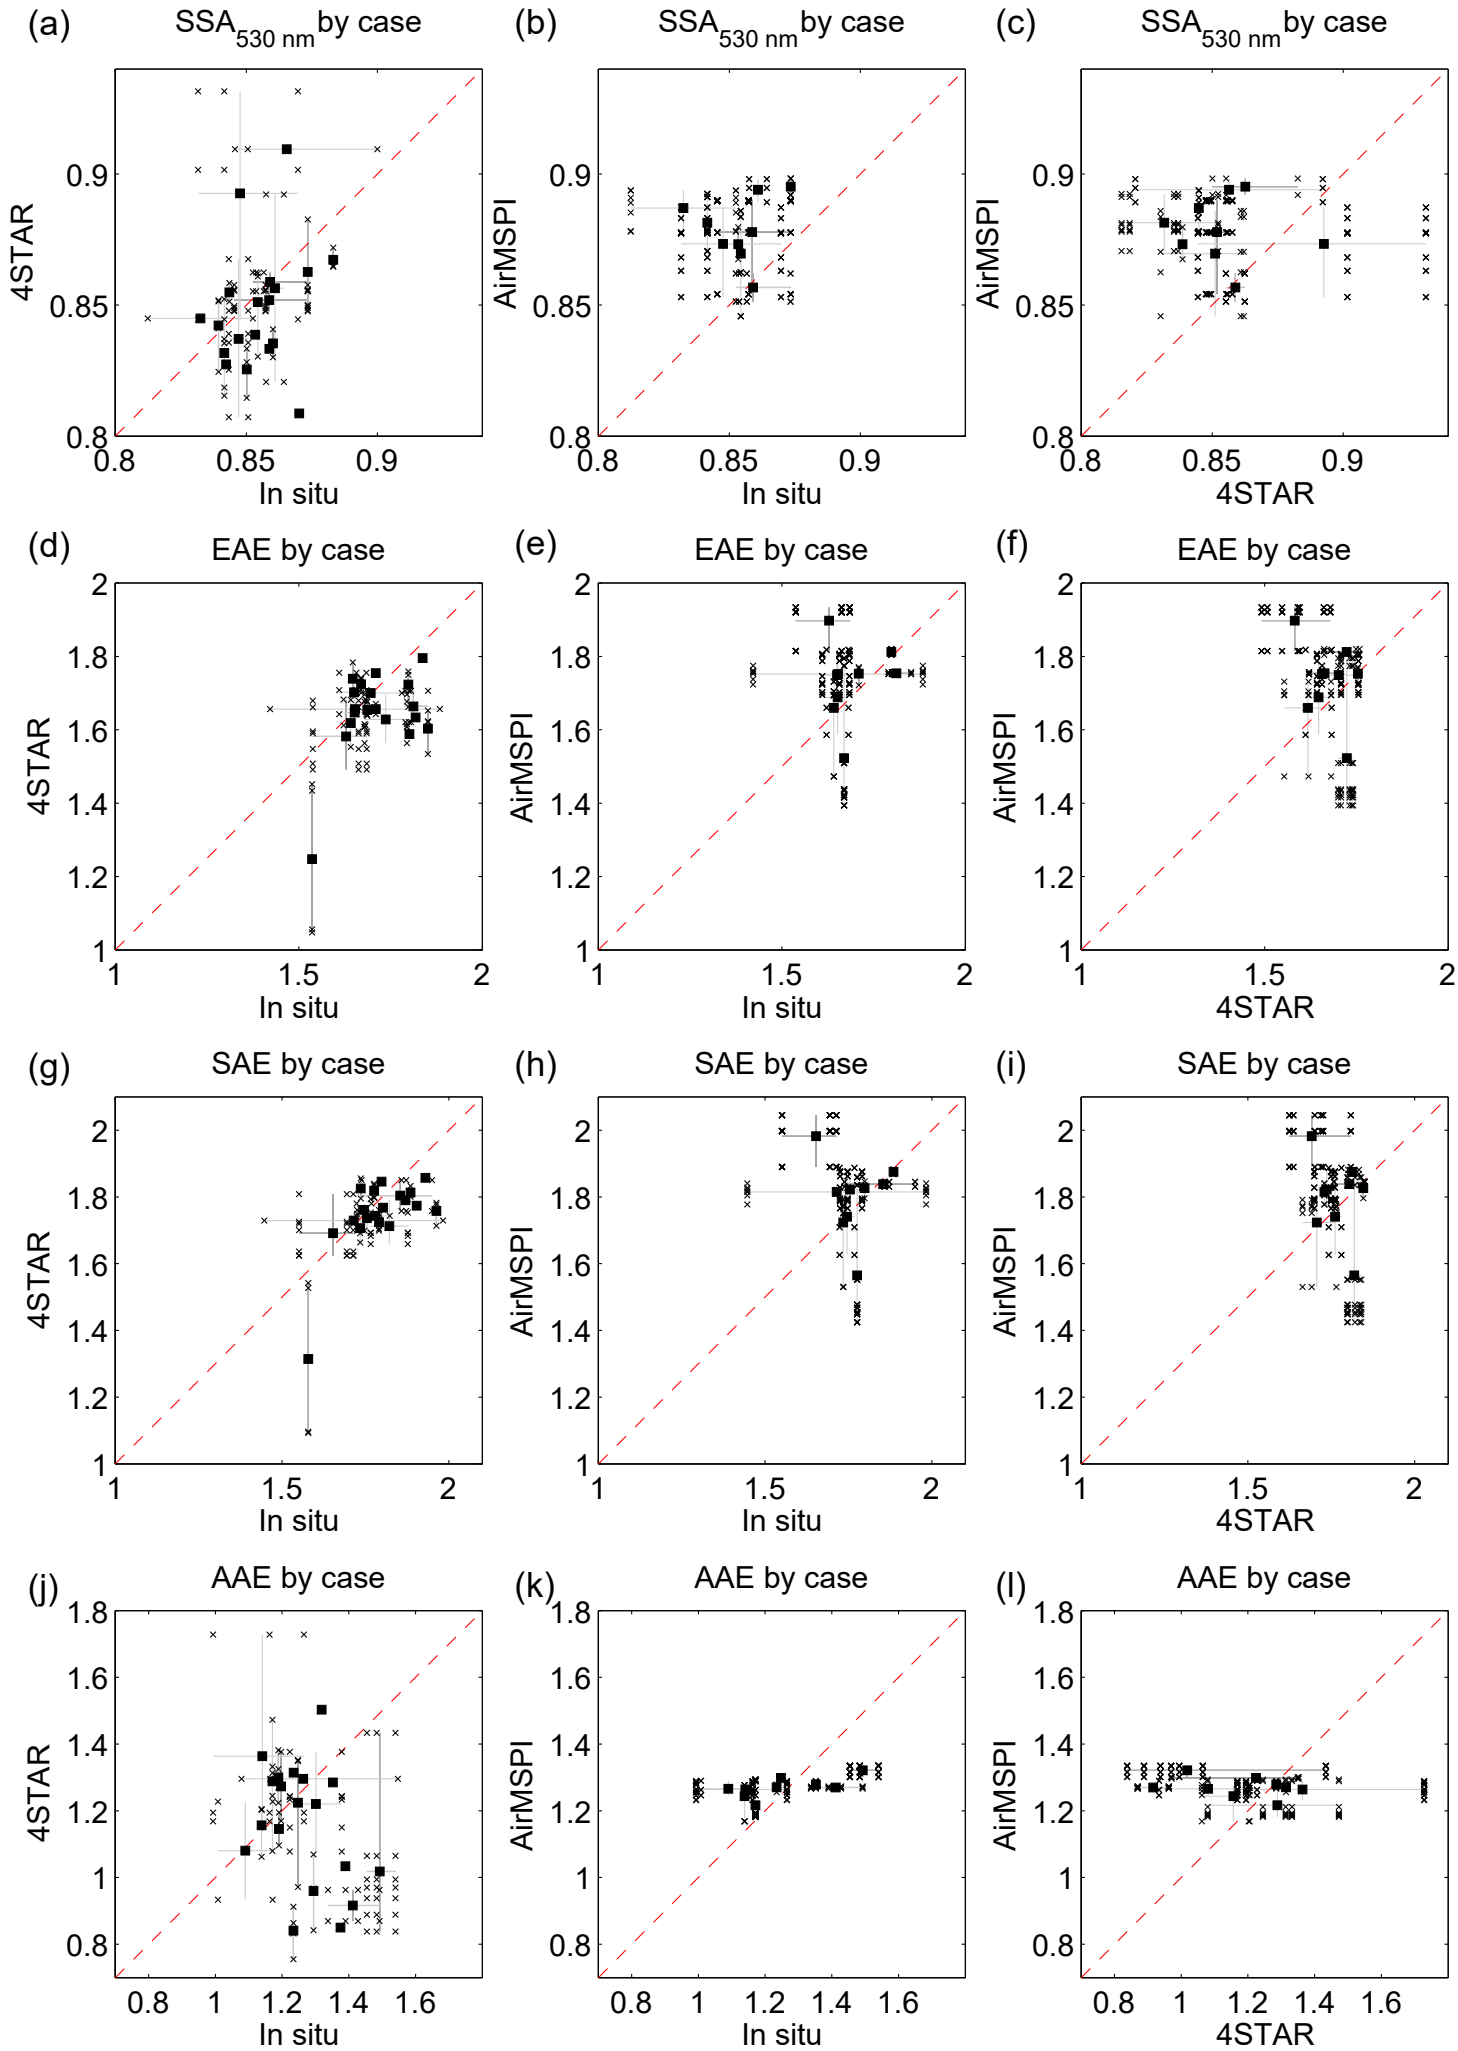 (a) SSA530 nm by case
(b) SSA530 nm by case
(c) SSA530 nm by case
4STAR
0.9
0.85
0.8
0.8 0.85 0.9
In situ
AirMSPI
0.9
0.85
0.8
0.8 0.85 0.9
In situ
AirMSPI
0.9
0.85
0.8
0.8 0.85 0.9
4STAR
(d) EAE by case
(e) EAE by case
(f) EAE by case
4STAR
2
1.8
1.6
1.4
1.2
1
1 1.5 2
In situ
AirMSPI
2
1.8
1.6
1.4
1.2
1
1 1.5 2
In situ
AirMSPI
2
1.8
1.6
1.4
1.2
1
1 1.5 2
4STAR
(g) SAE by case
(h) SAE by case
(i) SAE by case
4STAR
2
1.8
1.6
1.4
1.2
1
1 1.5 2
In situ
AirMSPI
2
1.8
1.6
1.4
1.2
1
1 1.5 2
In situ
AirMSPI
2
1.8
1.6
1.4
1.2
1
1 1.5 2
4STAR
(j) AAE by case
(k) AAE by case
(l) AAE by case
4STAR
1.8
1.6
1.4
1.2
1
0.8
0.8 1 1.2 1.4 1.6
In situ
AirMSPI
1.8
1.6
1.4
1.2
1
0.8
0.8 1 1.2 1.4 1.6
In situ
AirMSPI
1.8
1.6
1.4
1.2
1
0.8
0.8 1 1.2 1.4 1.6
4STAR